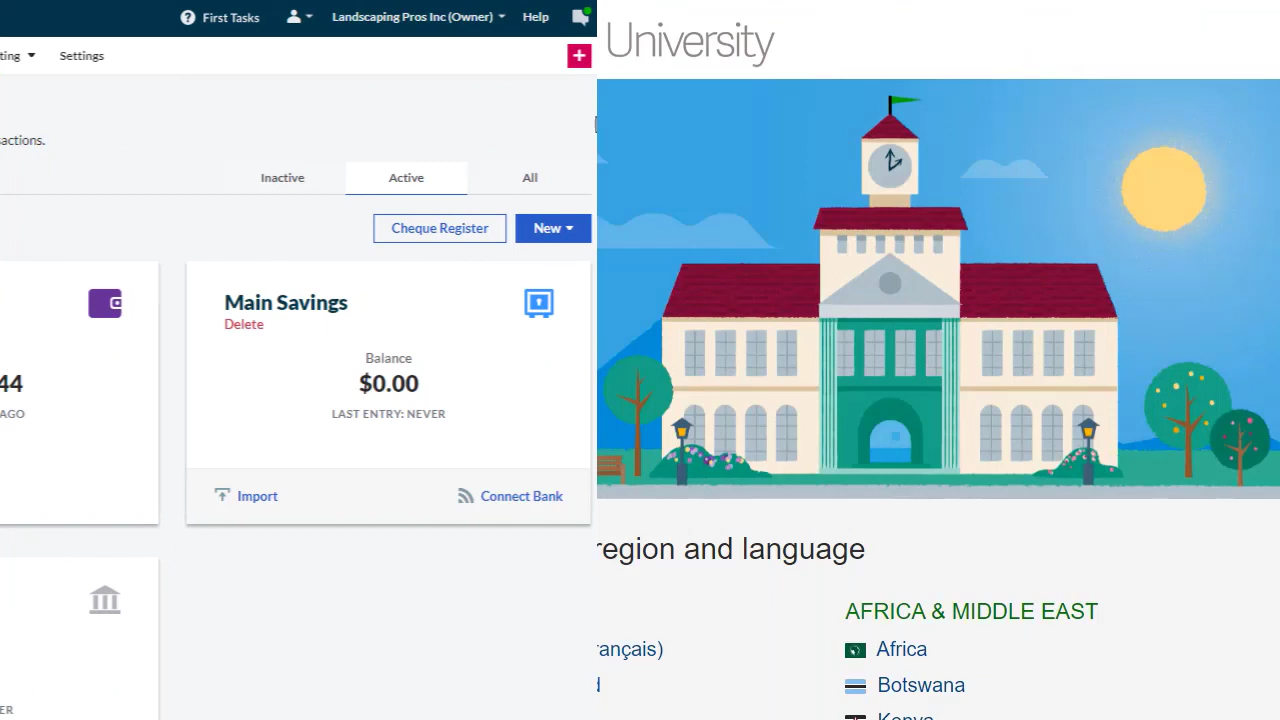 First Tasks
Landscaping Pros Inc (Owner)
Help
ting
Settings
+
actions.
Inactive
Active
All
Cheque Register
New
Main Savings
Delete
Balance
$0.00
LAST ENTRY: NEVER
44
AGO
Import
Connect Bank
ER
University
region and language
AFRICA & MIDDLE EAST
ançais)
Africa
d
Botswana
Kenya